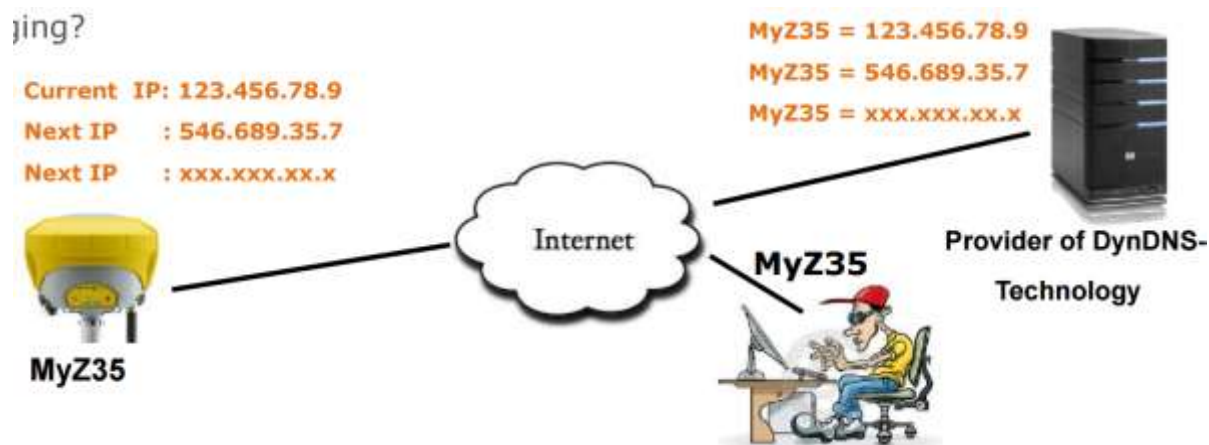 ging?
Current IP: 123.456.78.9
Next IP : 546.689.35.7
Next IP : xxx.xxx.xx.x
MyZ35 = 123.456.78.9
MyZ35 = 546.689.35.7
MyZ35 = xxx.xxx.xx.x
Internet
MyZ35
Provider of DynDNS-
Technology
MyZ35